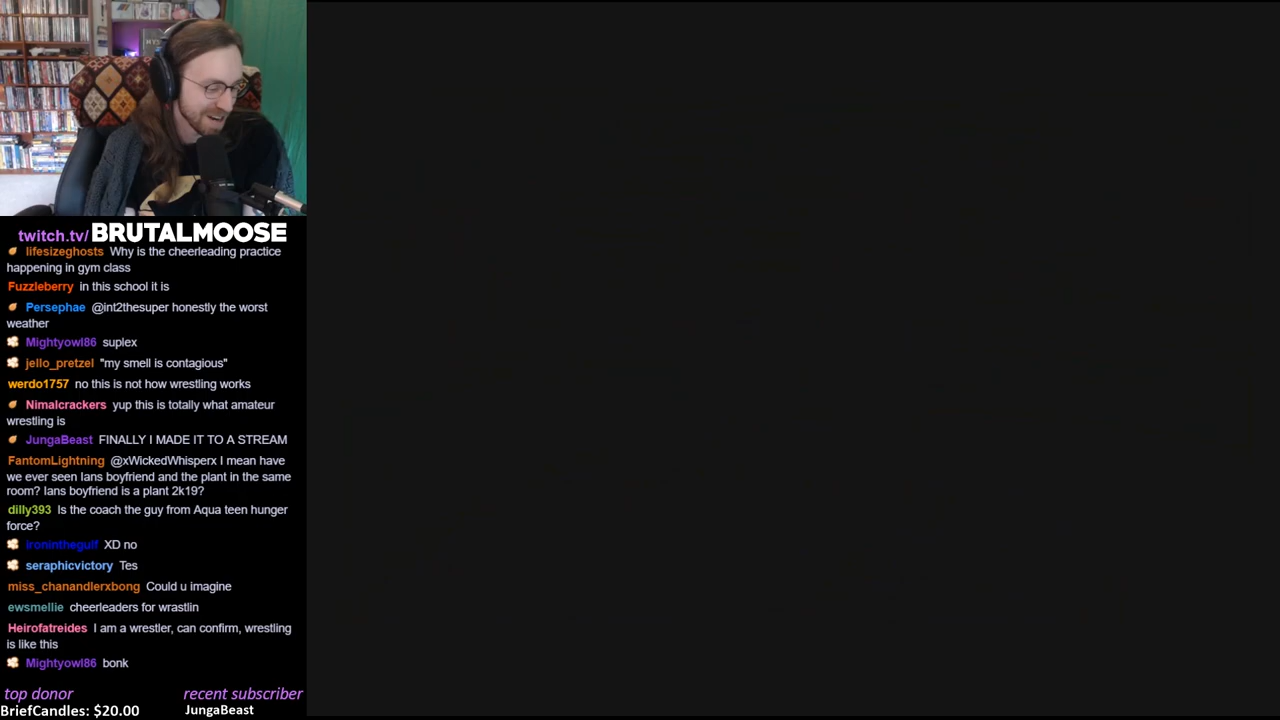 twitch.tv/BRUTALMOOSE
lifesizeghosts Why is the cheerleading practice
happening in gym class
Fuzzleberry in this school it is
Persephae @int2thesuper honestly the worst
weather
Mightyowl86 suplex
jello_pretzel "my smell is contagious"
werdo1757 no this is not how wrestling works
Nimalcrackers yup this is totally what amateur
wrestling is
JungaBeast FINALLY I MADE IT TO A STREAM
FantomLightning @xWickedWhisperx I mean have
we ever seen Ians boyfriend and the plant in the same
room? Ians boyfriend is a plant 2k19?
dilly393 Is the coach the guy from Aqua teen hunger
force?
ironinthegulf XD no
seraphicvictory Tes
miss_chanandlerxbong Could u imagine
ewsmellie cheerleaders for wrastlin
Heirofatreides I am a wrestler, can confirm, wrestling
is like this
Mightyowl86 bonk
top donor recent subscriber
BriefCandles: $20.00 JungaBeast